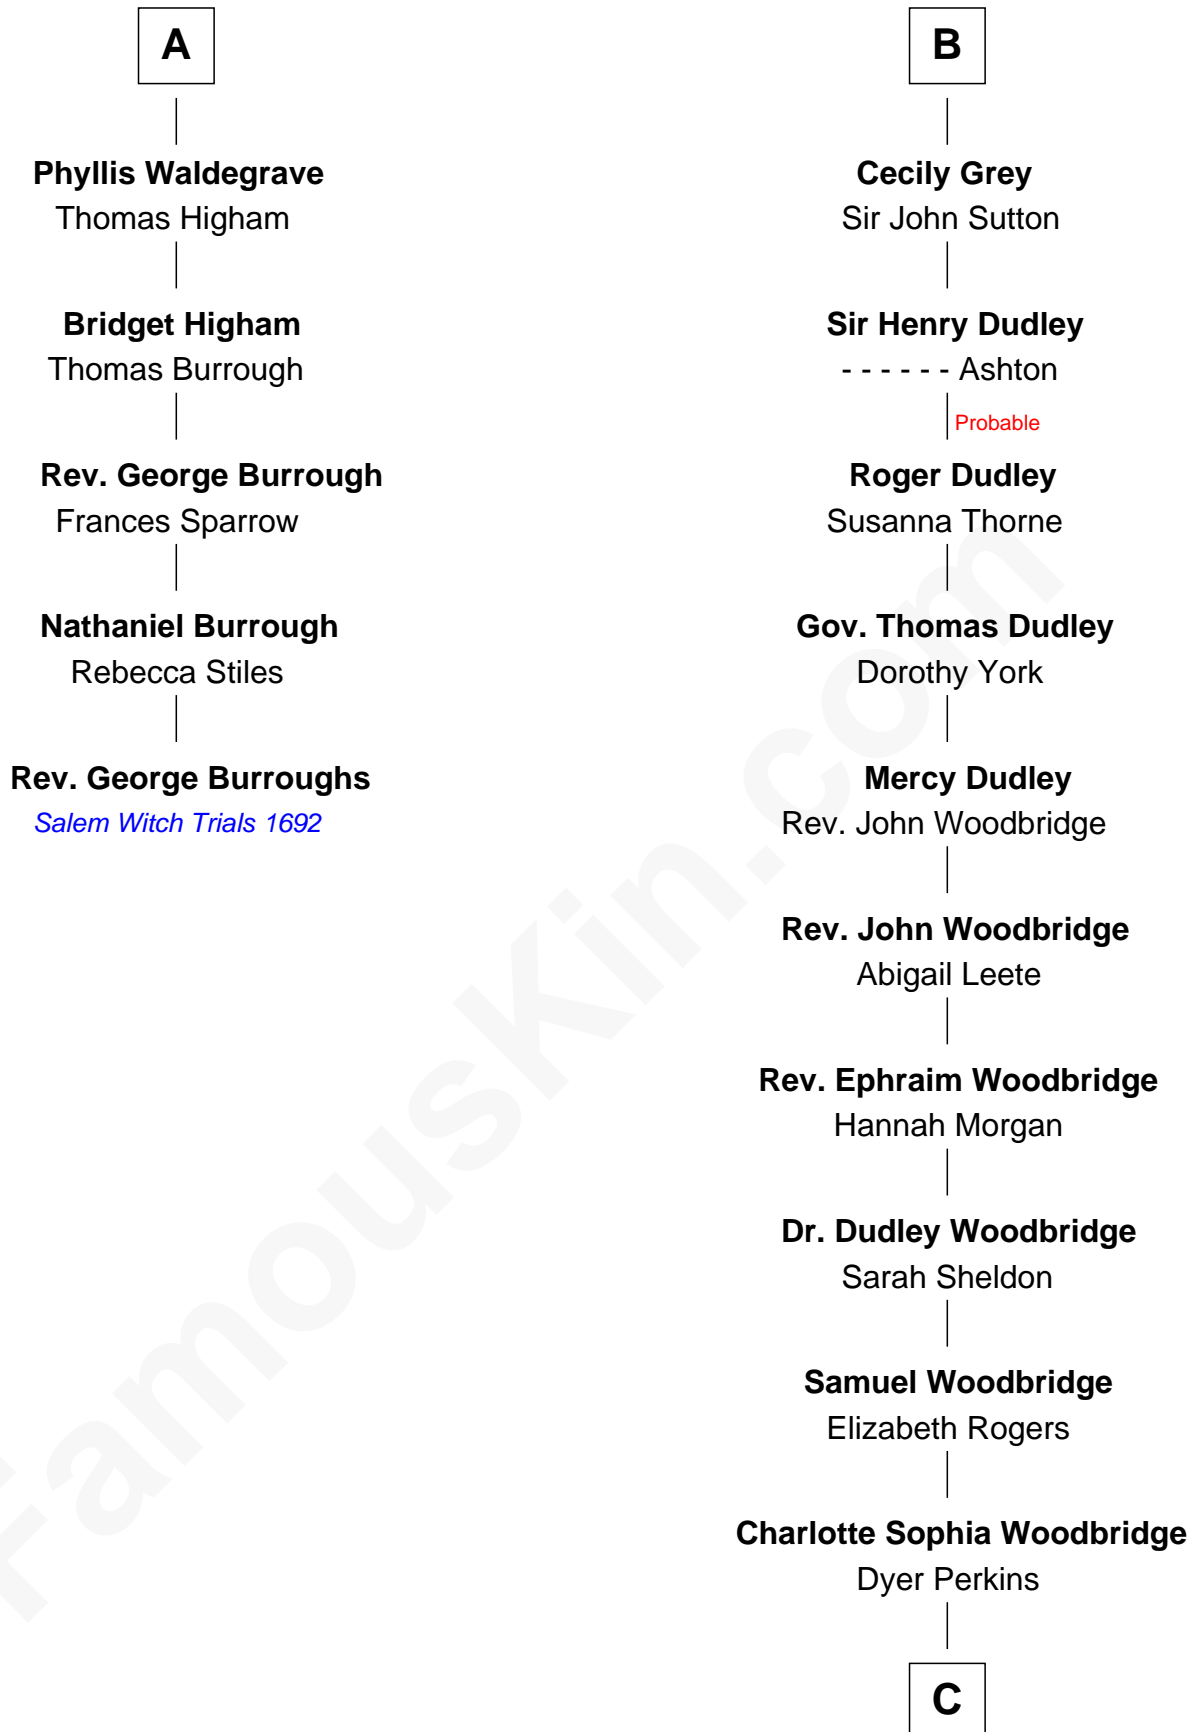 A
Phyllis Waldegrave
Thomas Higham
Bridget Higham
Thomas Burrough
Rev. George Burrough
Frances Sparrow
Nathaniel Burrough
Rebecca Stiles
Rev. George Burroughs
Salem Witch Trials 1692
B
Cecily Grey
Sir John Sutton
Sir Henry Dudley
- - - - - - Ashton
Probable
Roger Dudley
Susanna Thorne
Gov. Thomas Dudley
Dorothy York
Mercy Dudley
Rev. John Woodbridge
Rev. John Woodbridge
Abigail Leete
Rev. Ephraim Woodbridge
Hannah Morgan
Dr. Dudley Woodbridge
Sarah Sheldon
Samuel Woodbridge
Elizabeth Rogers
Charlotte Sophia Woodbridge
Dyer Perkins
C
FamousKin.com